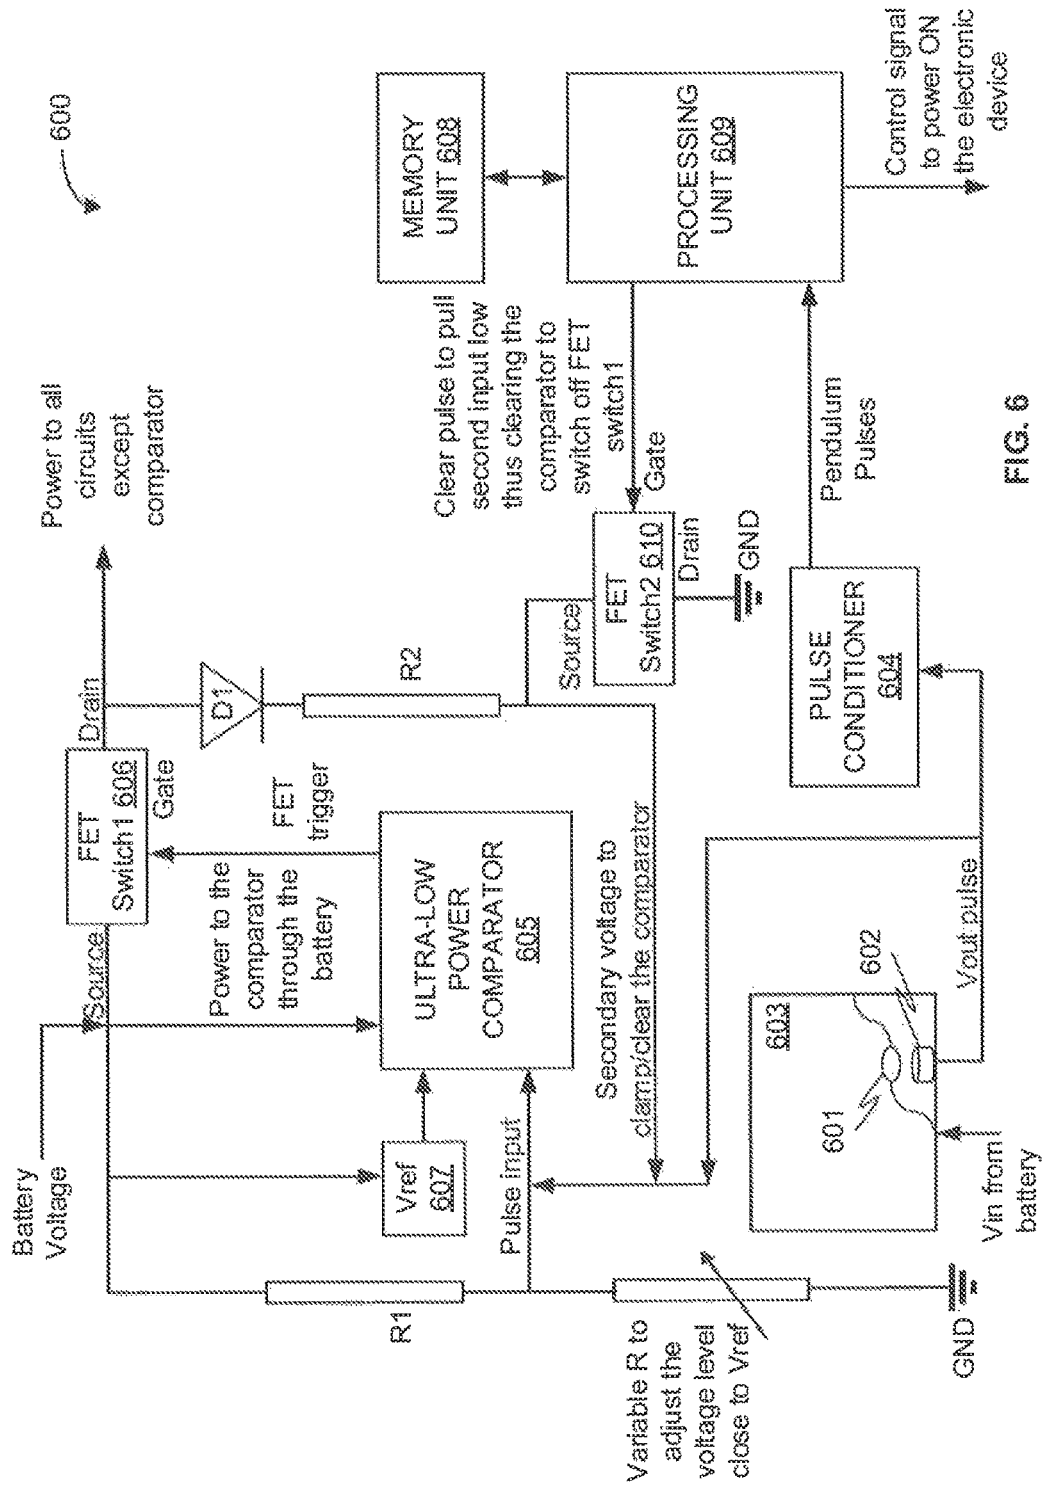 600
Power to all
circuits
except
comparator
Battery
Voltage
Source
FET
Switch1 606
Drain
Gate
D1
R2
FET
trigger
Power to the
comparator
through the
battery
Vref
607
ULTRA-LOW
POWER
COMPARATOR
605
Pulse input
R1
Variable R to
adjust the
voltage level
close to Vref
GND
Secondary voltage to
clamp/clear the comparator
Source
FET
Switch2 610
Drain
GND
Gate
Clear pulse to pull
second input low
thus clearing the
comparator to
switch off FET
switch1
MEMORY
UNIT 608
PROCESSING
UNIT 609
Control signal
to power ON
the electronic
device
Pendulum
Pulses
PULSE
CONDITIONER
604
603
601
602
Vout pulse
Vin from
battery
FIG. 6